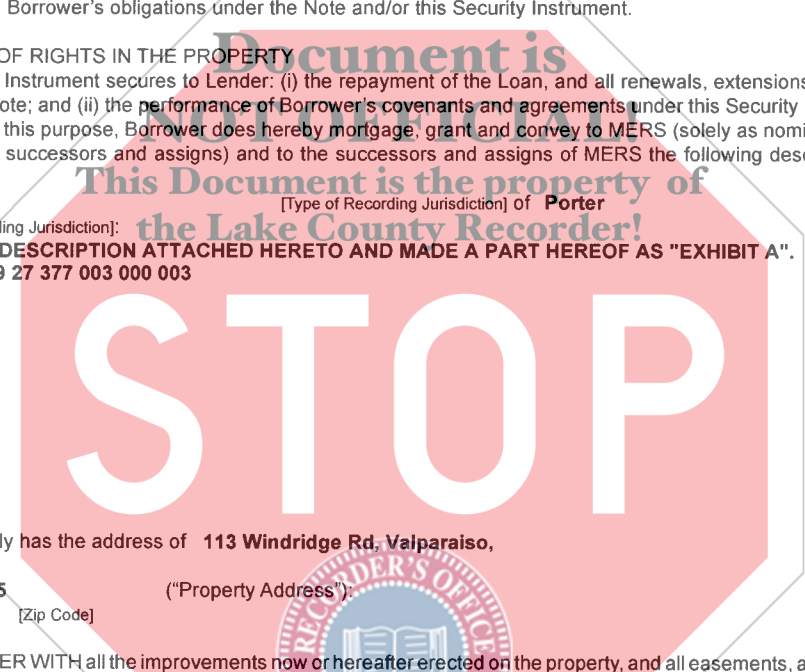 Borrower's obligations under the Note and/or this Security Instrument.
Document is
OF RIGHTS IN THE PROPERTY
Instrument secures to Lender: (i) the repayment of the Loan, and all renewals, extensions
ote; and (ii) the performance of Borrower's covenants and agreements under this Security
NOT OFFICIAL!
this purpose, Borrower does hereby mortgage, grant and convey to MERS (solely as nomi
successors and assigns) and to the successors and assigns of MERS the following desc
This Document is the property of
[Type of Recording Jurisdiction] of Porter
ding Jurisdiction]:
the Lake County Recorder!
DESCRIPTION ATTACHED HERETO AND MADE A PART HEREOF AS "EXHIBIT A".
9 27 377 003 000 003
STOP
ly has the address of 113 Windridge Rd, Valparaiso,
5 ("Property Address"):
[Zip Code]
RECORDER'S OFFICE
ER WITH all the improvements now or hereafter erected on the property, and all easements, a